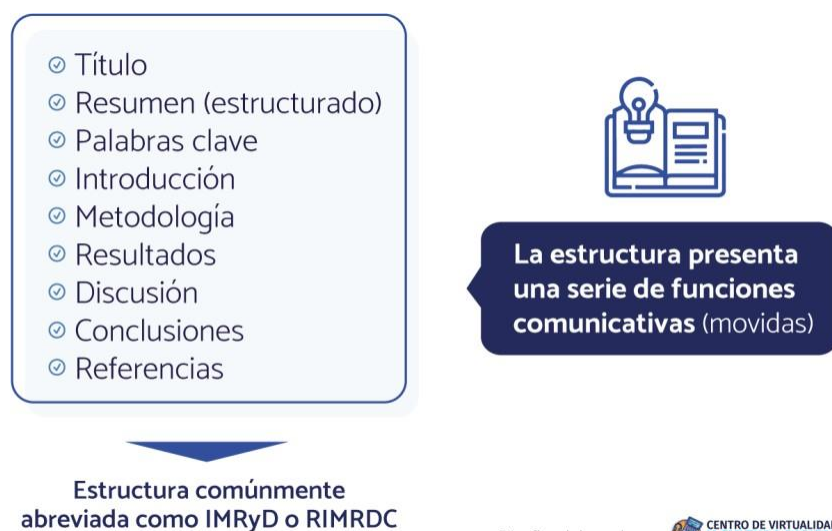 Título
Resumen (estructurado)
Palabras clave
Introducción
Metodología
Resultados
Discusión
Conclusiones
Referencias
La estructura presenta
una serie de funciones
comunicativas (movidas)
Estructura comúnmente
abreviada como IMRyD o RIMRDC
CENTRO DE VIRTUALIDAD